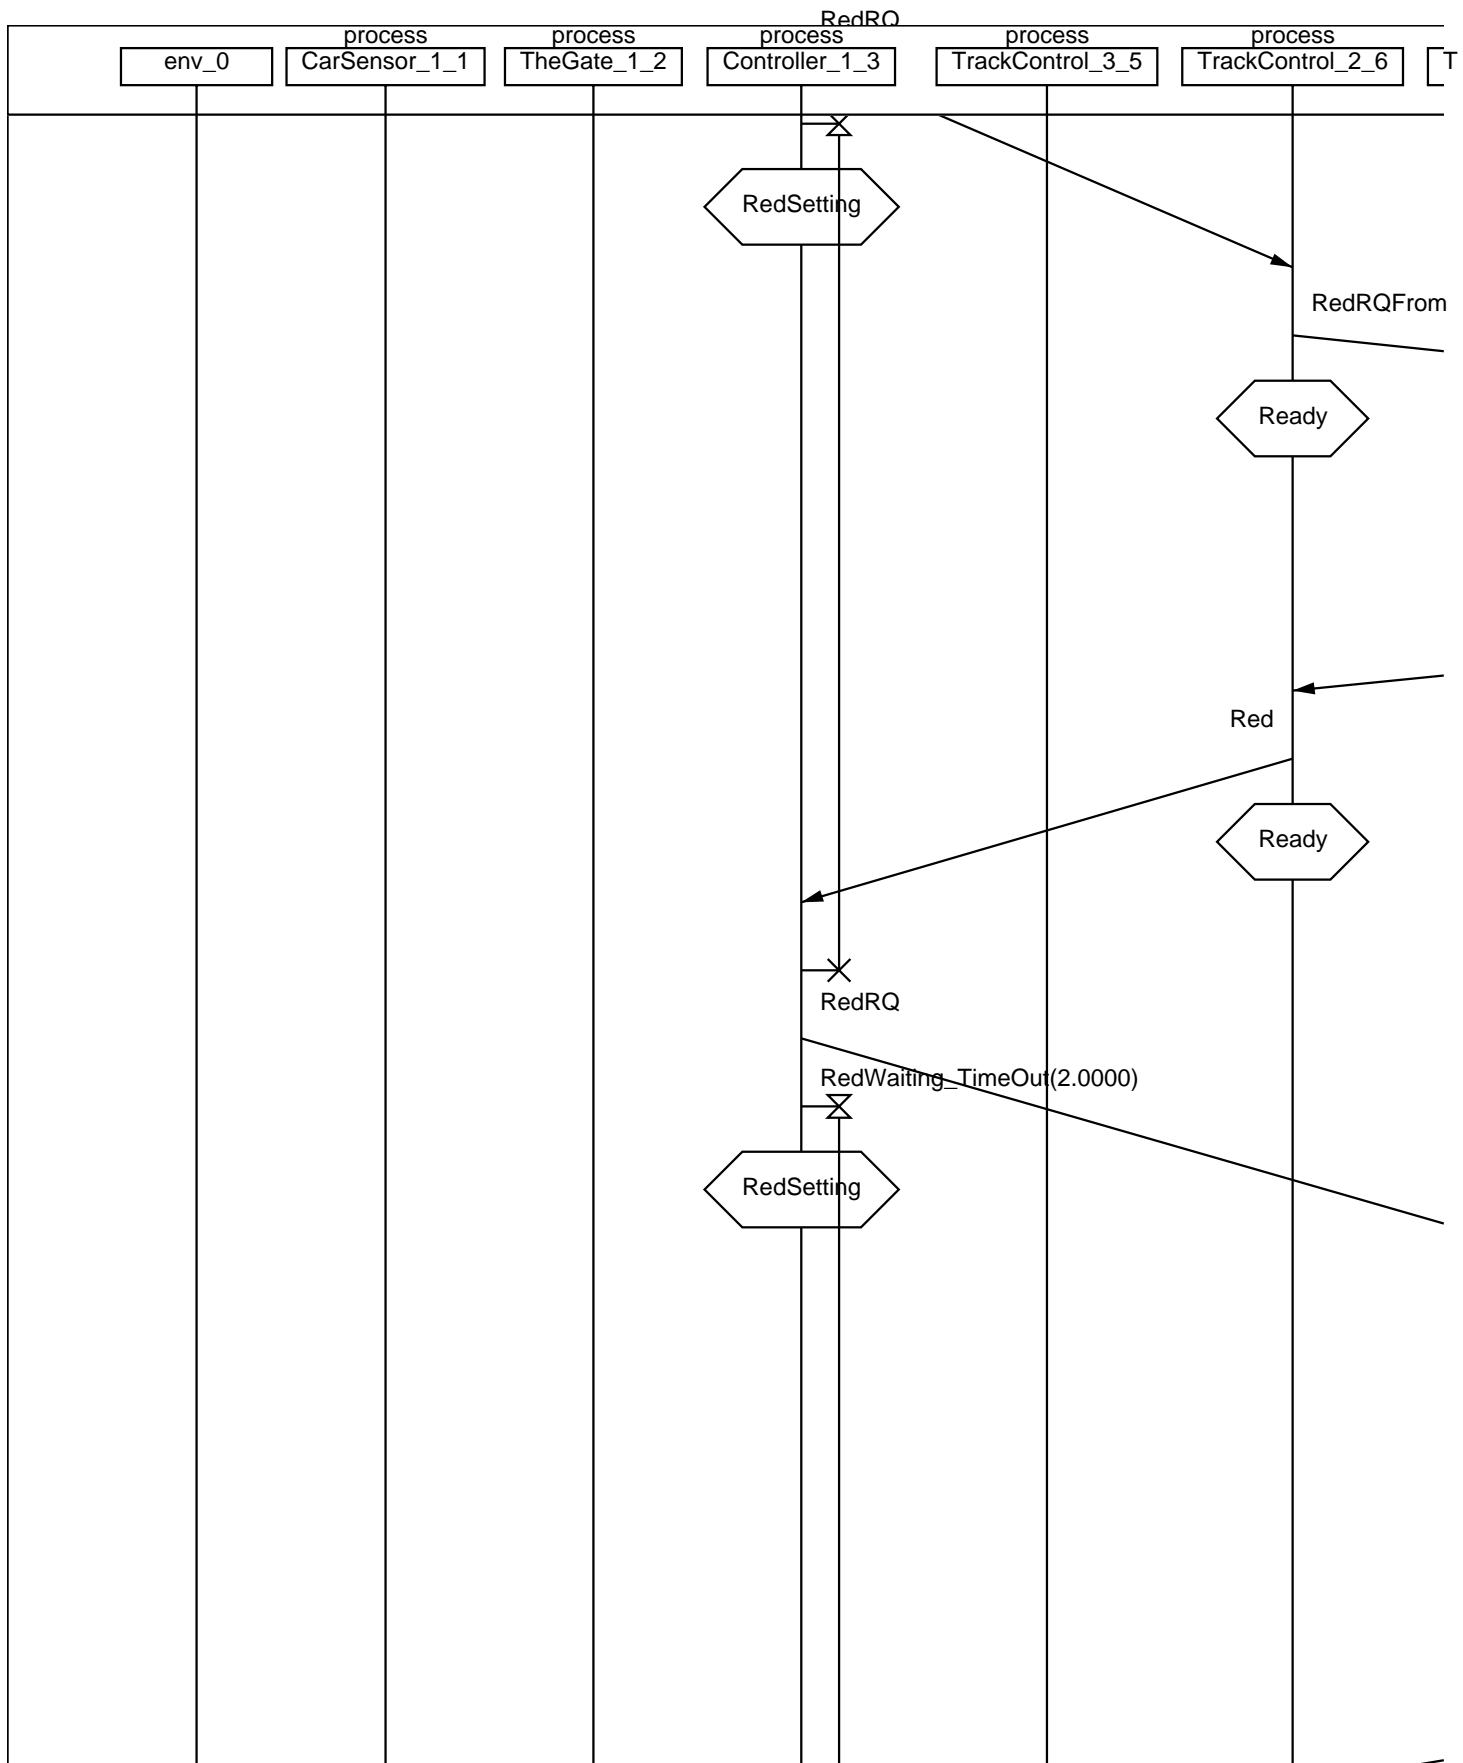 RedRQ
process process process process process
env_0 CarSensor_1_1 TheGate_1_2 Controller_1_3 TrackControl_3_5 TrackControl_2_6 T
RedSetting
RedRQFrom
Ready
Red
Ready
RedRQ
RedWaiting_TimeOut(2.0000)
RedSetting